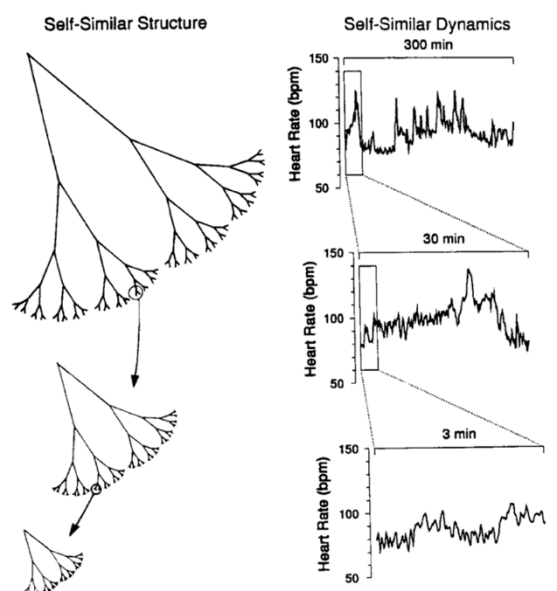 Self-Similar Structure
Self-Similar Dynamics
300 min
150
100
50
Heart Rate (bpm)
30 min
150
100
50
Heart Rate (bpm)
3 min
150
100
50
Heart Rate (bpm)